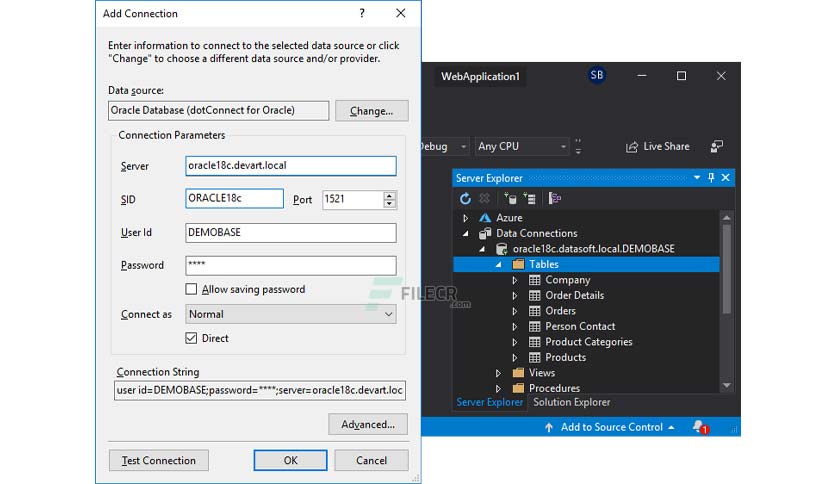 Add Connection
?
Enter information to connect to the selected data source or click
"Change" to choose a different data source and/or provider.
Data source:
Oracle Database (dotConnect for Oracle)
Change...
Connection Parameters
Server
oracle18c.devart.local
SID
ORACLE18c
Port
1521
User Id
DEMOBASE
Password
****
Allow saving password
Connect as
Normal
Direct
Connection String
user id=DEMOBASE;password=****;server=oracle18c.devart.loc
Advanced...
Test Connection
OK
Cancel
FILECR
.com
WebApplication1
SB
Debug
Any CPU
Live Share
Server Explorer
Azure
Data Connections
oracle18c.datasoft.local.DEMOBASE
Tables
Company
Order Details
Orders
Person Contact
Product Categories
Products
Views
Procedures
Server Explorer
Solution Explorer
Add to Source Control
1